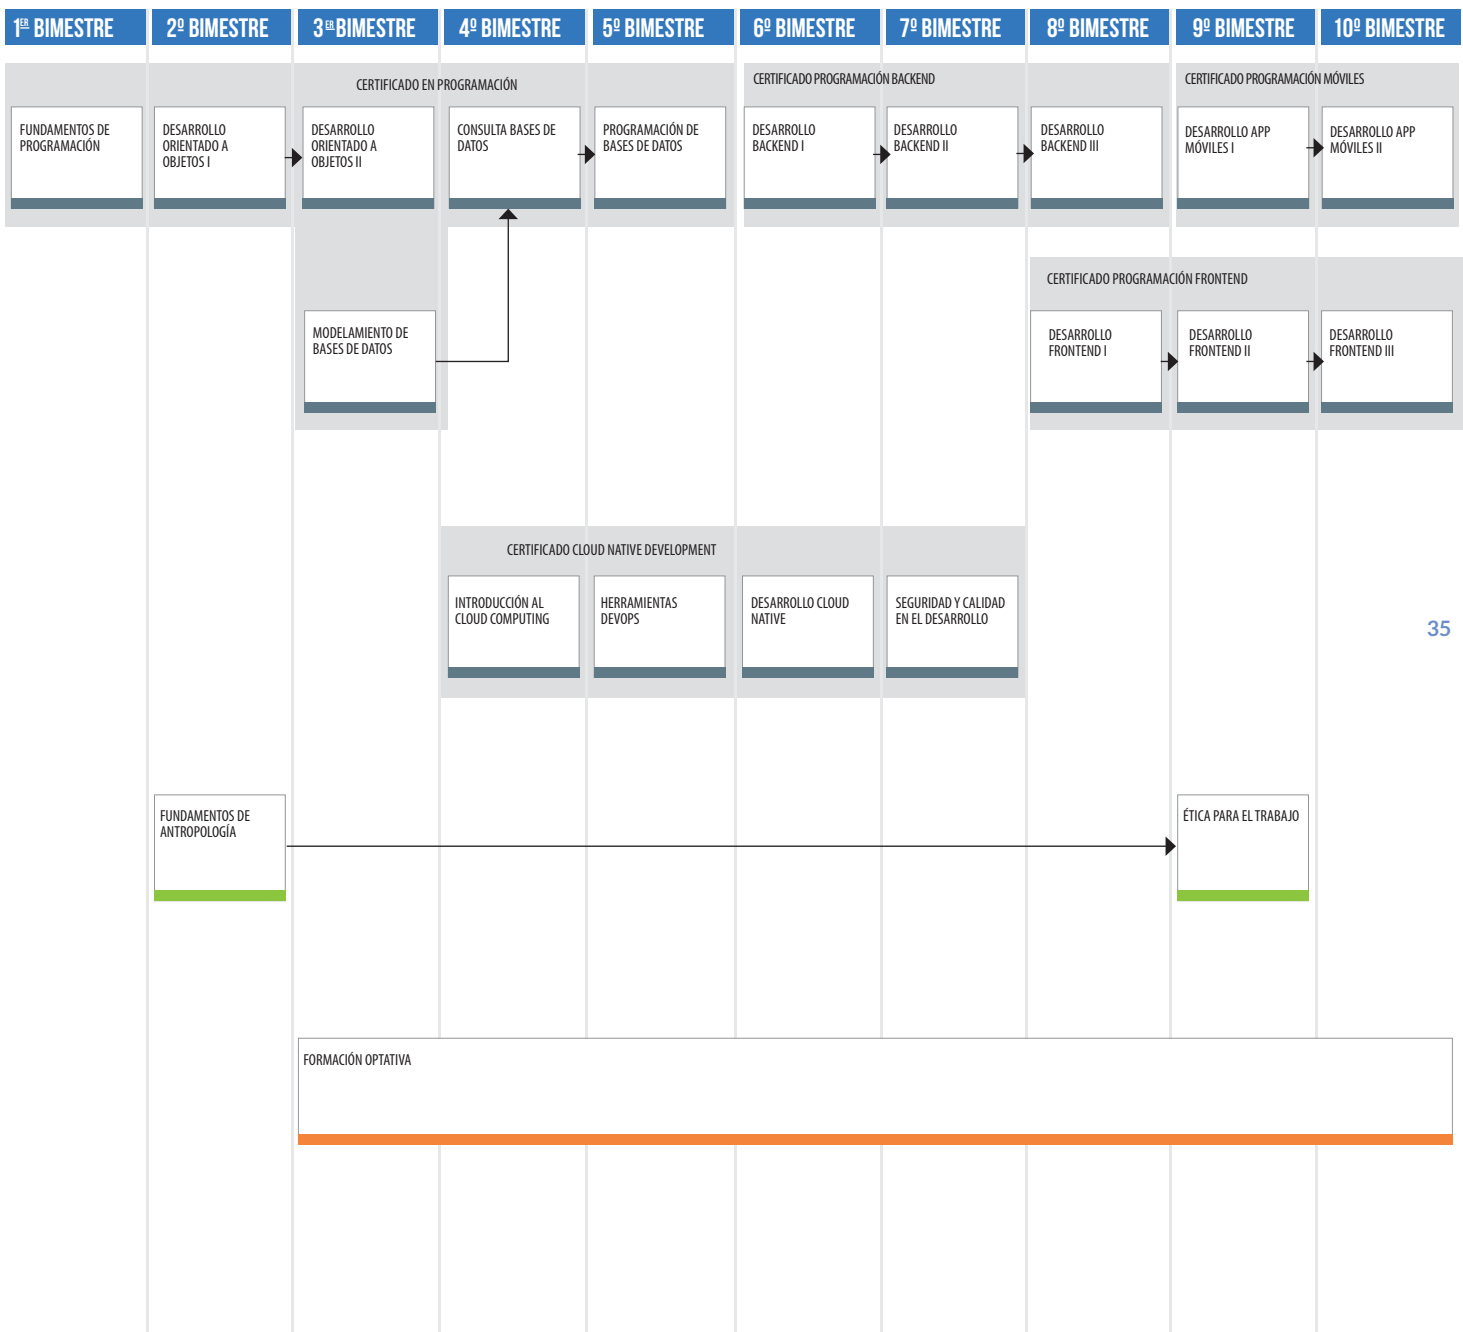 1ER BIMESTRE
2º BIMESTRE
3ER BIMESTRE
4º BIMESTRE
5º BIMESTRE
6º BIMESTRE
7º BIMESTRE
8º BIMESTRE
9º BIMESTRE
10º BIMESTRE
CERTIFICADO EN PROGRAMACIÓN
CERTIFICADO PROGRAMACIÓN BACKEND
CERTIFICADO PROGRAMACIÓN MÓVILES
FUNDAMENTOS DE
PROGRAMACIÓN
DESARROLLO
ORIENTADO A
OBJETOS I
DESARROLLO
ORIENTADO A
OBJETOS II
CONSULTA BASES DE
DATOS
PROGRAMACIÓN DE
BASES DE DATOS
DESARROLLO
BACKEND I
DESARROLLO
BACKEND II
DESARROLLO
BACKEND III
DESARROLLO APP
MÓVILES I
DESARROLLO APP
MÓVILES II
CERTIFICADO PROGRAMACIÓN FRONTEND
MODELAMIENTO DE
BASES DE DATOS
DESARROLLO
FRONTEND I
DESARROLLO
FRONTEND II
DESARROLLO
FRONTEND III
CERTIFICADO CLOUD NATIVE DEVELOPMENT
INTRODUCCIÓN AL
CLOUD COMPUTING
HERRAMIENTAS
DEVOPS
DESARROLLO CLOUD
NATIVE
SEGURIDAD Y CALIDAD
EN EL DESARROLLO
35
FUNDAMENTOS DE
ANTROPOLOGÍA
ÉTICA PARA EL TRABAJO
FORMACIÓN OPTATIVA